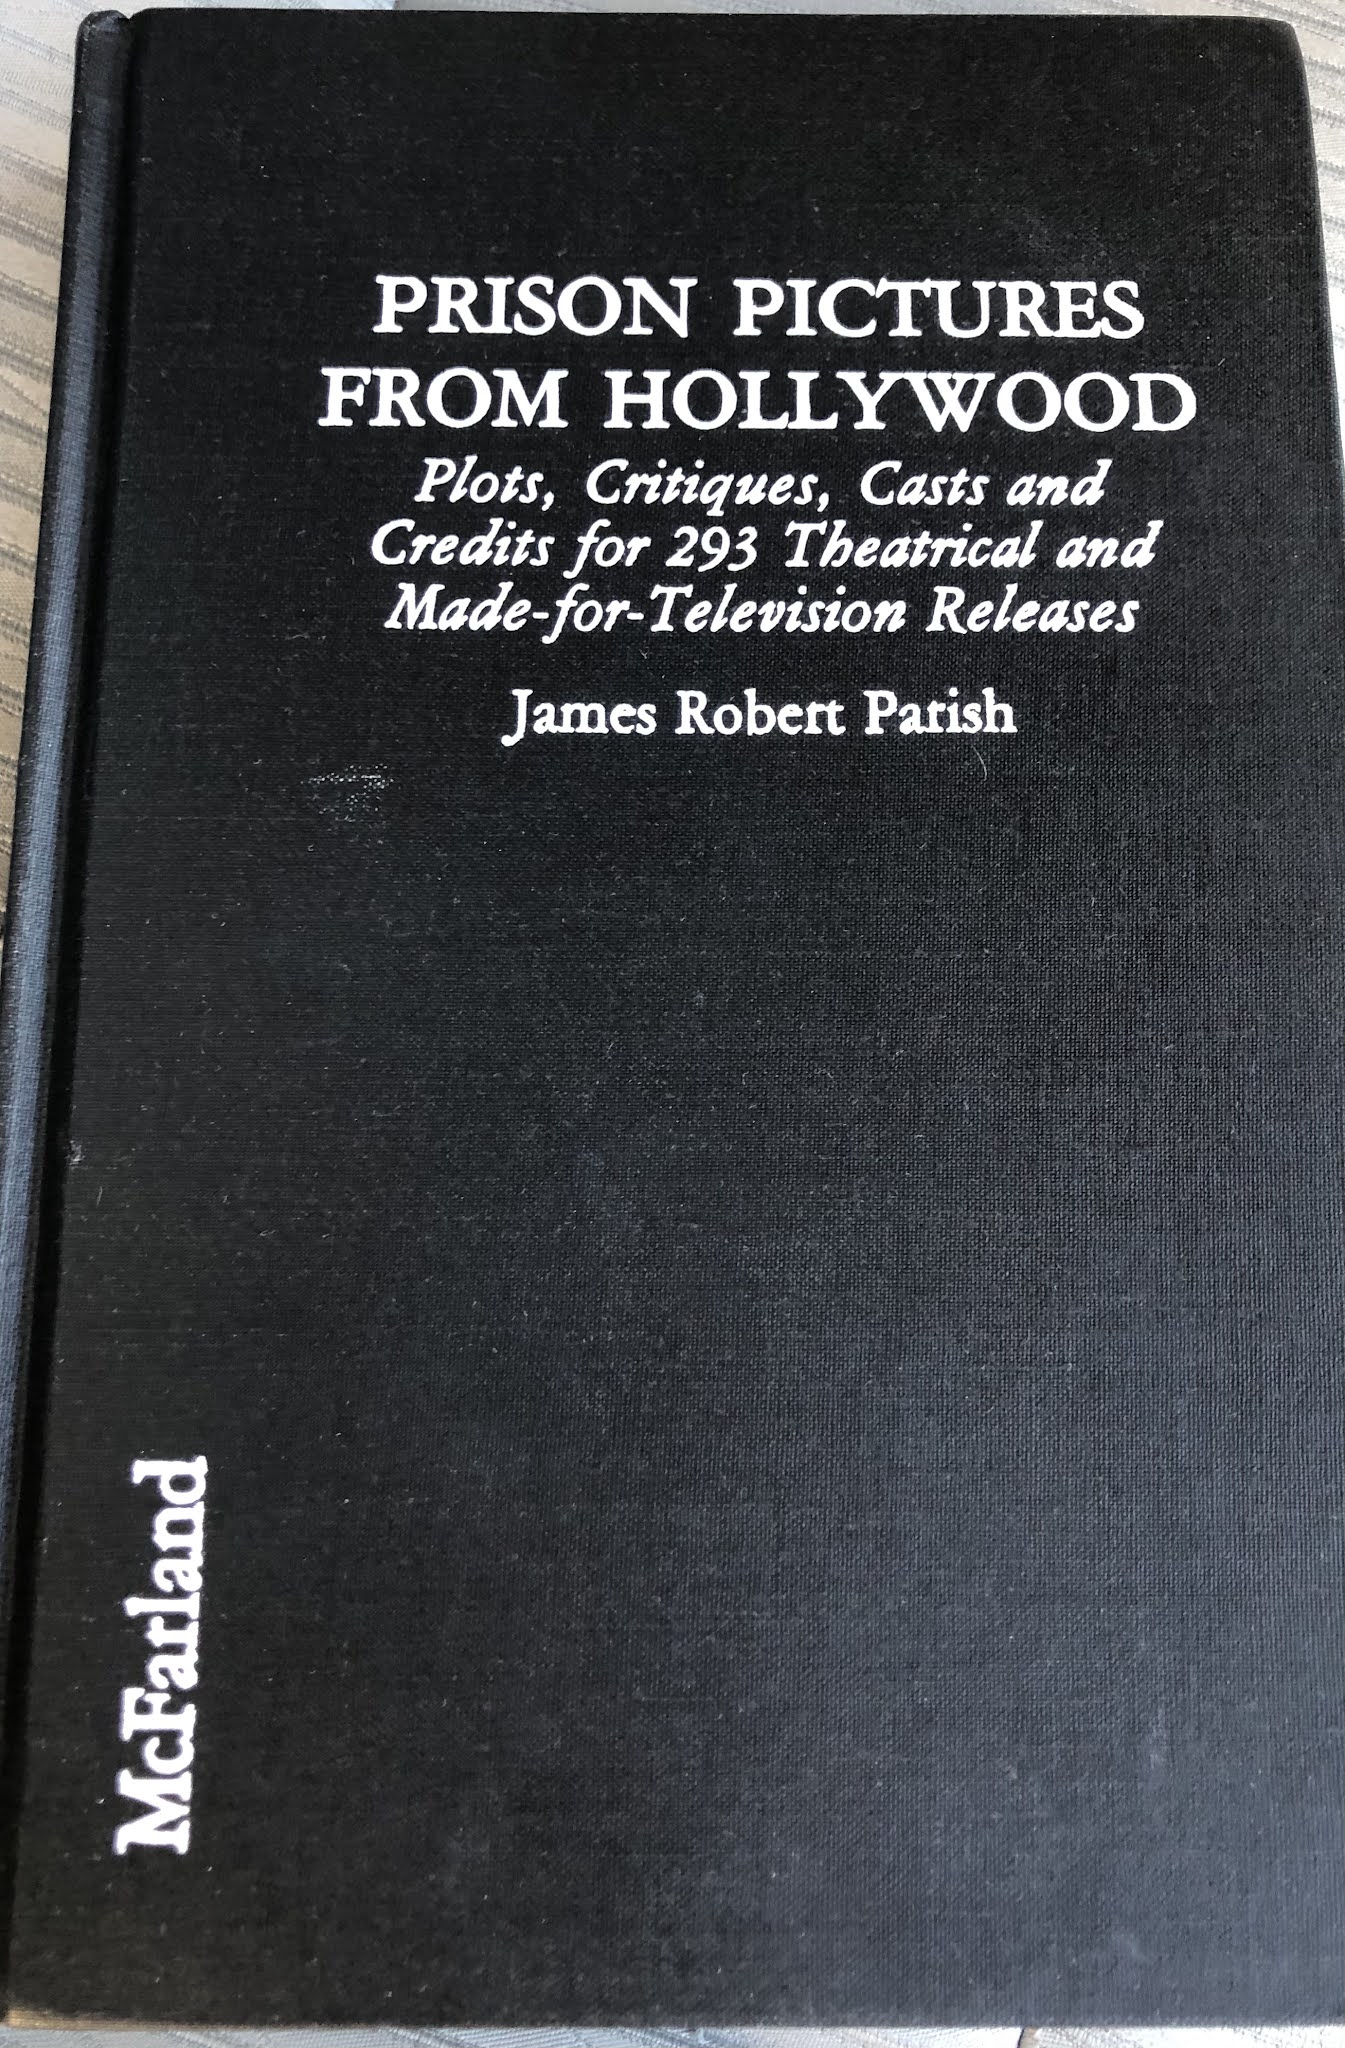 PRISON PICTURES
FROM HOLLYWOOD
Plots, Critiques, Casts and
Credits for 293 Theatrical and
Made-for-Television Releases
James Robert Parish
McFarland